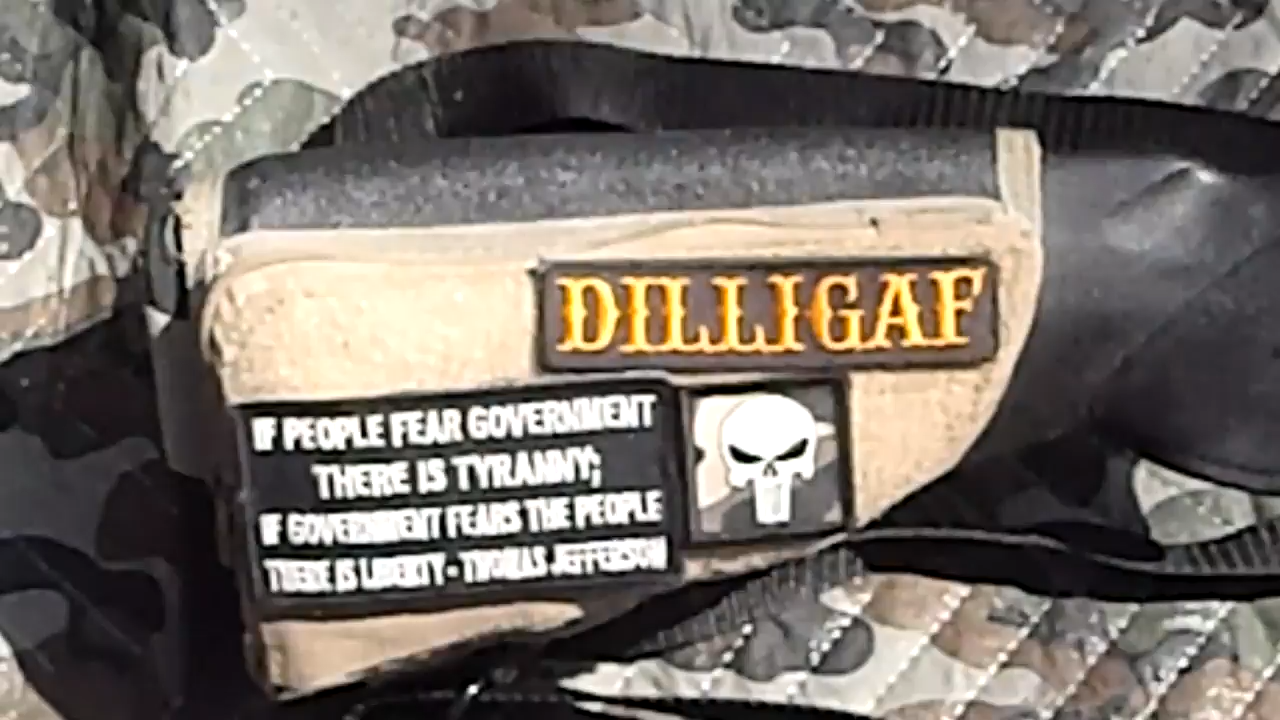 DILLIGAF
IF PEOPLE FEAR GOVERNMENT
THERE IS TYRANNY;
IF GOVERNMENT FEARS THE PEOPLE
THERE IS LIBERTY - THOMAS JEFFERSON